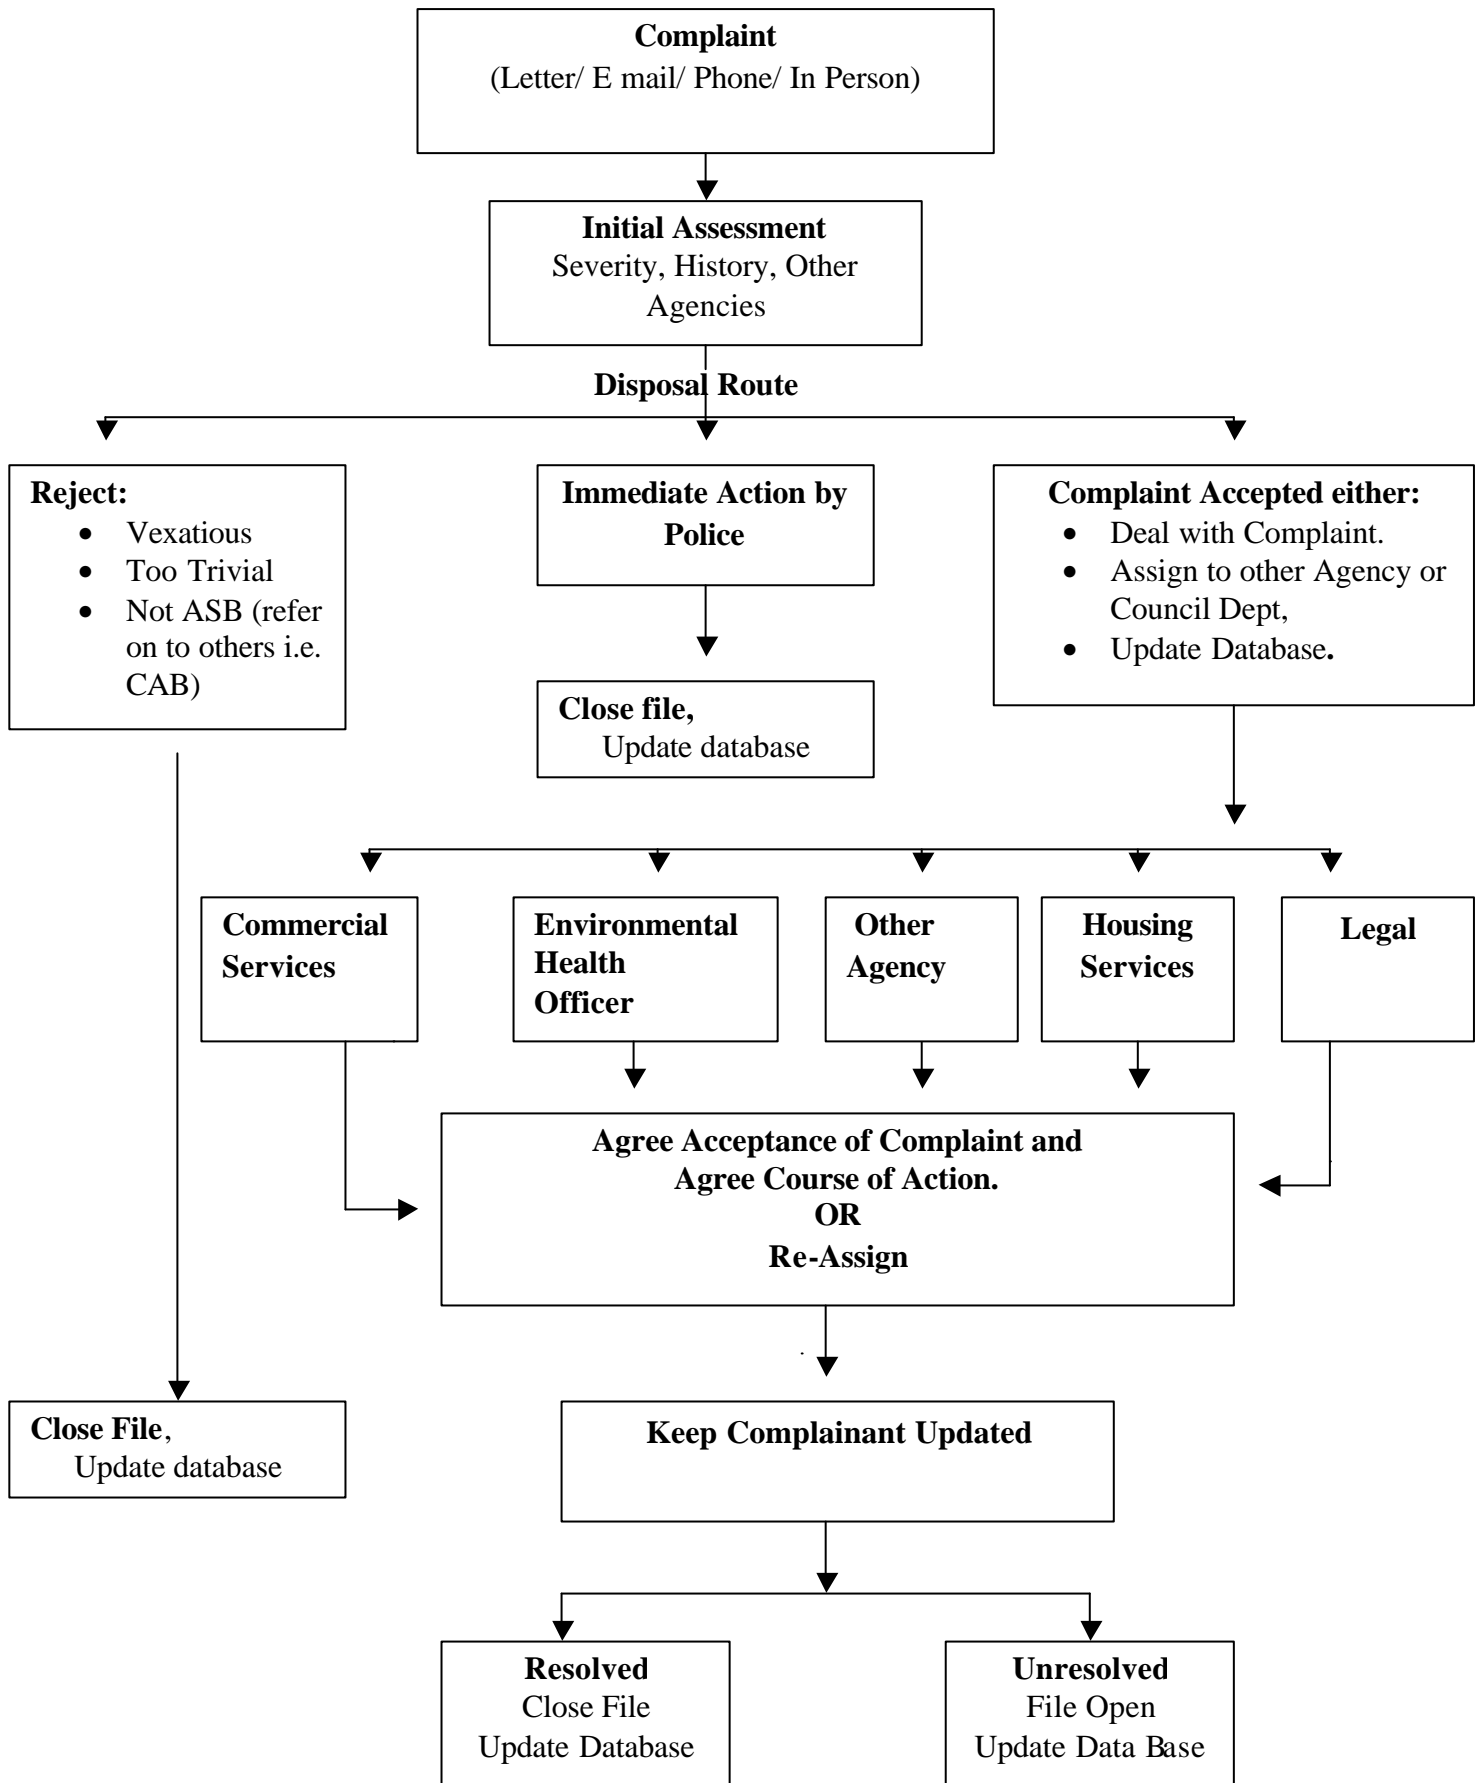 Complaint
(Letter/ E mail/ Phone/ In Person)
Initial Assessment
Severity, History, Other
Agencies
Disposal Route
Reject:
• Vexatious
• Too Trivial
• Not ASB (refer
on to others i.e.
CAB)
Immediate Action by
Police
Complaint Accepted either:
• Deal with Complaint.
• Assign to other Agency or
Council Dept,
• Update Database.
Close file,
Update database
Commercial
Services
Environmental
Health
Officer
Other
Agency
Housing
Services
Legal
Agree Acceptance of Complaint and
Agree Course of Action.
OR
Re-Assign
Close File,
Update database
Keep Complainant Updated
Resolved
Close File
Update Database
Unresolved
File Open
Update Data Base